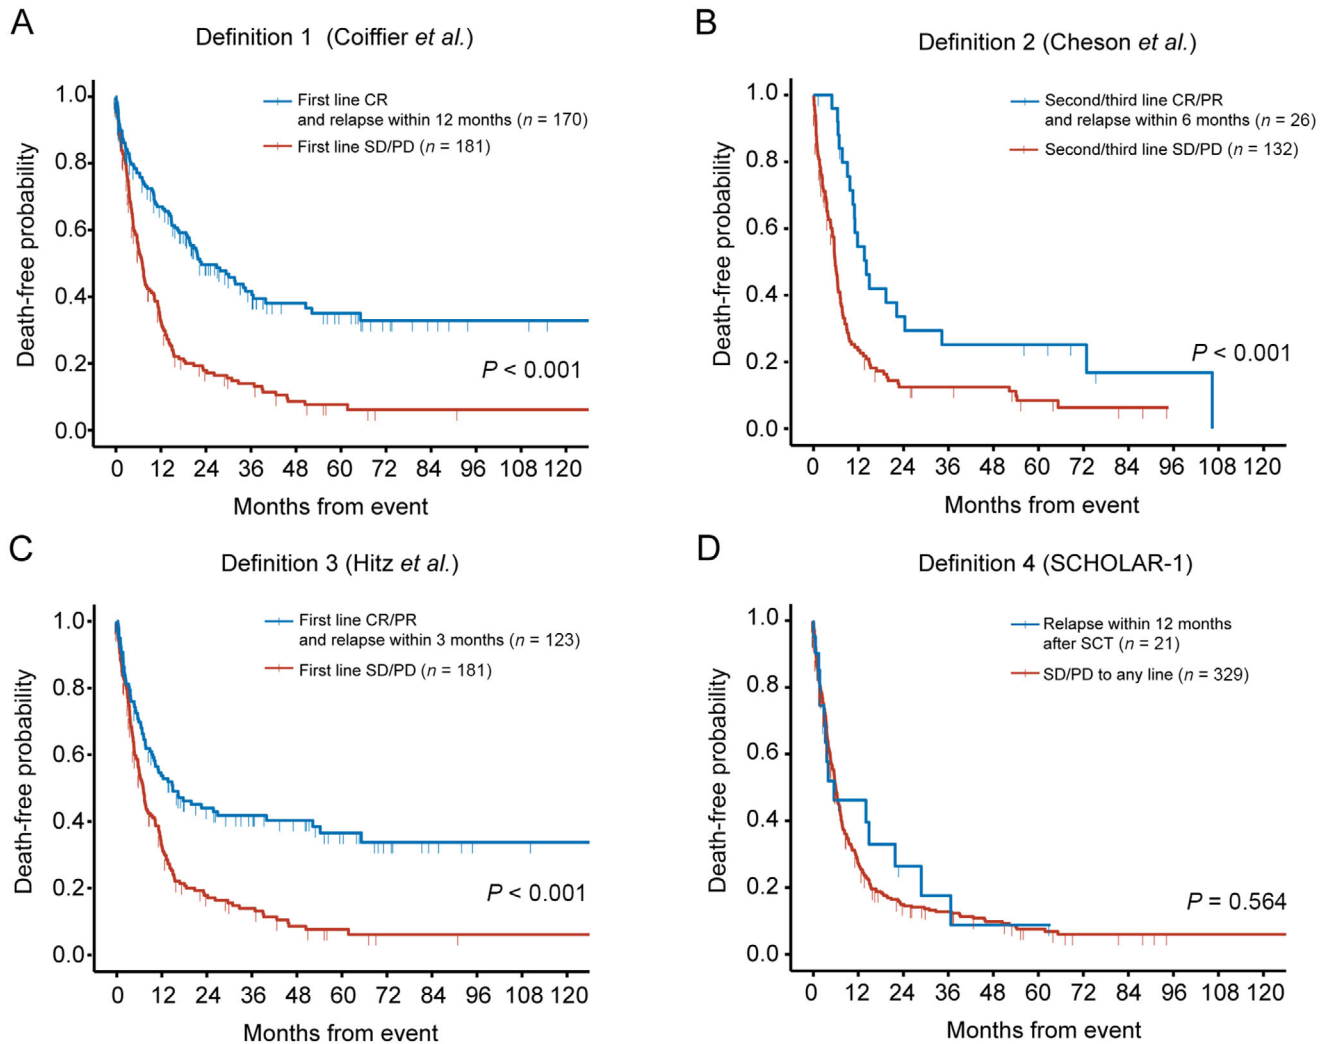 A
Definition 1 (Coiffier et al.)
First line CR
and relapse within 12 months (n = 170)
First line SD/PD (n = 181)
Death-free probability
1.0
0.8
0.6
0.4
0.2
0.0
P < 0.001
0 12 24 36 48 60 72 84 96 108 120
Months from event
B
Definition 2 (Cheson et al.)
Second/third line CR/PR
and relapse within 6 months (n = 26)
Second/third line SD/PD (n = 132)
Death-free probability
1.0
0.8
0.6
0.4
0.2
0.0
P < 0.001
0 12 24 36 48 60 72 84 96 108 120
Months from event
C
Definition 3 (Hitz et al.)
First line CR/PR
and relapse within 3 months (n = 123)
First line SD/PD (n = 181)
Death-free probability
1.0
0.8
0.6
0.4
0.2
0.0
P < 0.001
0 12 24 36 48 60 72 84 96 108 120
Months from event
D
Definition 4 (SCHOLAR-1)
Relapse within 12 months
after SCT (n = 21)
SD/PD to any line (n = 329)
Death-free probability
1.0
0.8
0.6
0.4
0.2
0.0
P = 0.564
0 12 24 36 48 60 72 84 96 108 120
Months from event